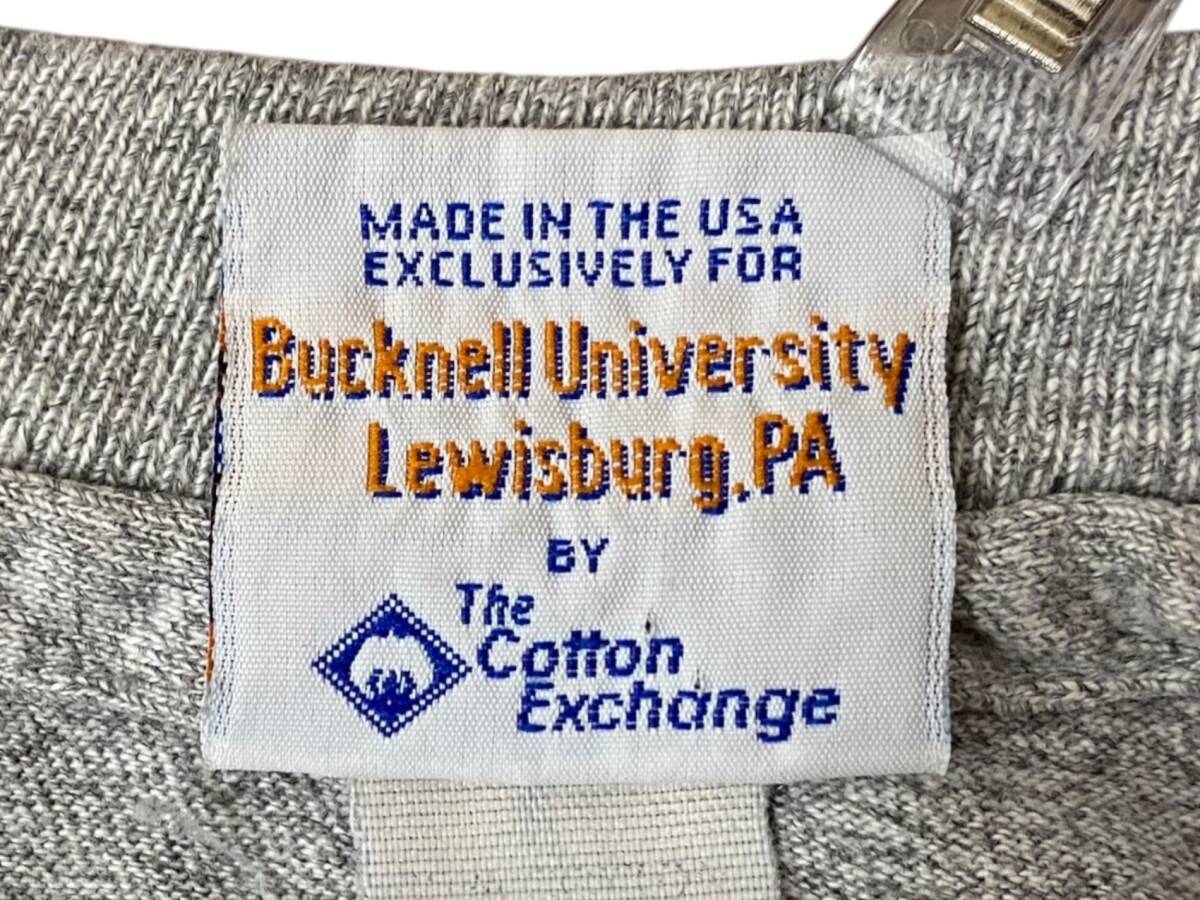 MADE IN THE USA
EXCLUSIVELY FOR
Bucknell University
Lewisburg, PA
BY
The
Cotton
Exchange